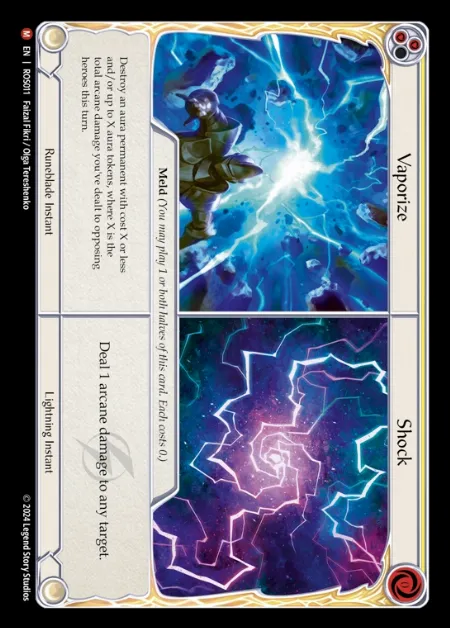 Vaporize
Shock
0
Meld (You may play 1 or both halves of this card. Each costs 0.)
Destroy an aura permanent with cost X or less
and/or up to X aura tokens, where X is the
total arcane damage you've dealt to opposing
heroes this turn.
Deal 1 arcane damage to any target.
Runeblade Instant
Lightning Instant
M EN | ROS011 Faizal Fikri / Olga Tereshenko
© 2024 Legend Story Studios